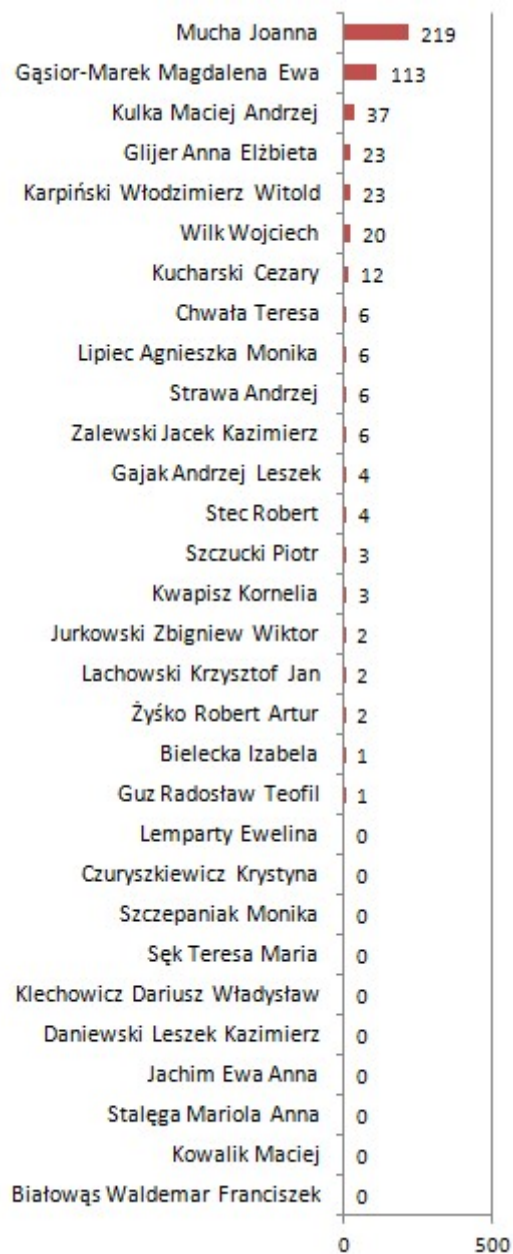 Mucha Joanna 219
Gąsior-Marek Magdalena Ewa 113
Kulka Maciej Andrzej 37
Glijer Anna Elżbieta 23
Karpiński Włodzimierz Witold 23
Wilk Wojciech 20
Kucharski Cezary 12
Chwała Teresa 6
Lipiec Agnieszka Monika 6
Strawa Andrzej 6
Zalewski Jacek Kazimierz 6
Gajak Andrzej Leszek 4
Stec Robert 4
Szczucki Piotr 3
Kwapisz Kornelia 3
Jurkowski Zbigniew Wiktor 2
Lachowski Krzysztof Jan 2
Żyśko Robert Artur 2
Bielecka Izabela 1
Guz Radosław Teofil 1
Lemparty Ewelina 0
Czuryszkiewicz Krystyna 0
Szczepaniak Monika 0
Sęk Teresa Maria 0
Klechowicz Dariusz Władysław 0
Daniewski Leszek Kazimierz 0
Jachim Ewa Anna 0
Stalęga Mariola Anna 0
Kowalik Maciej 0
Białowąs Waldemar Franciszek 0
0 500